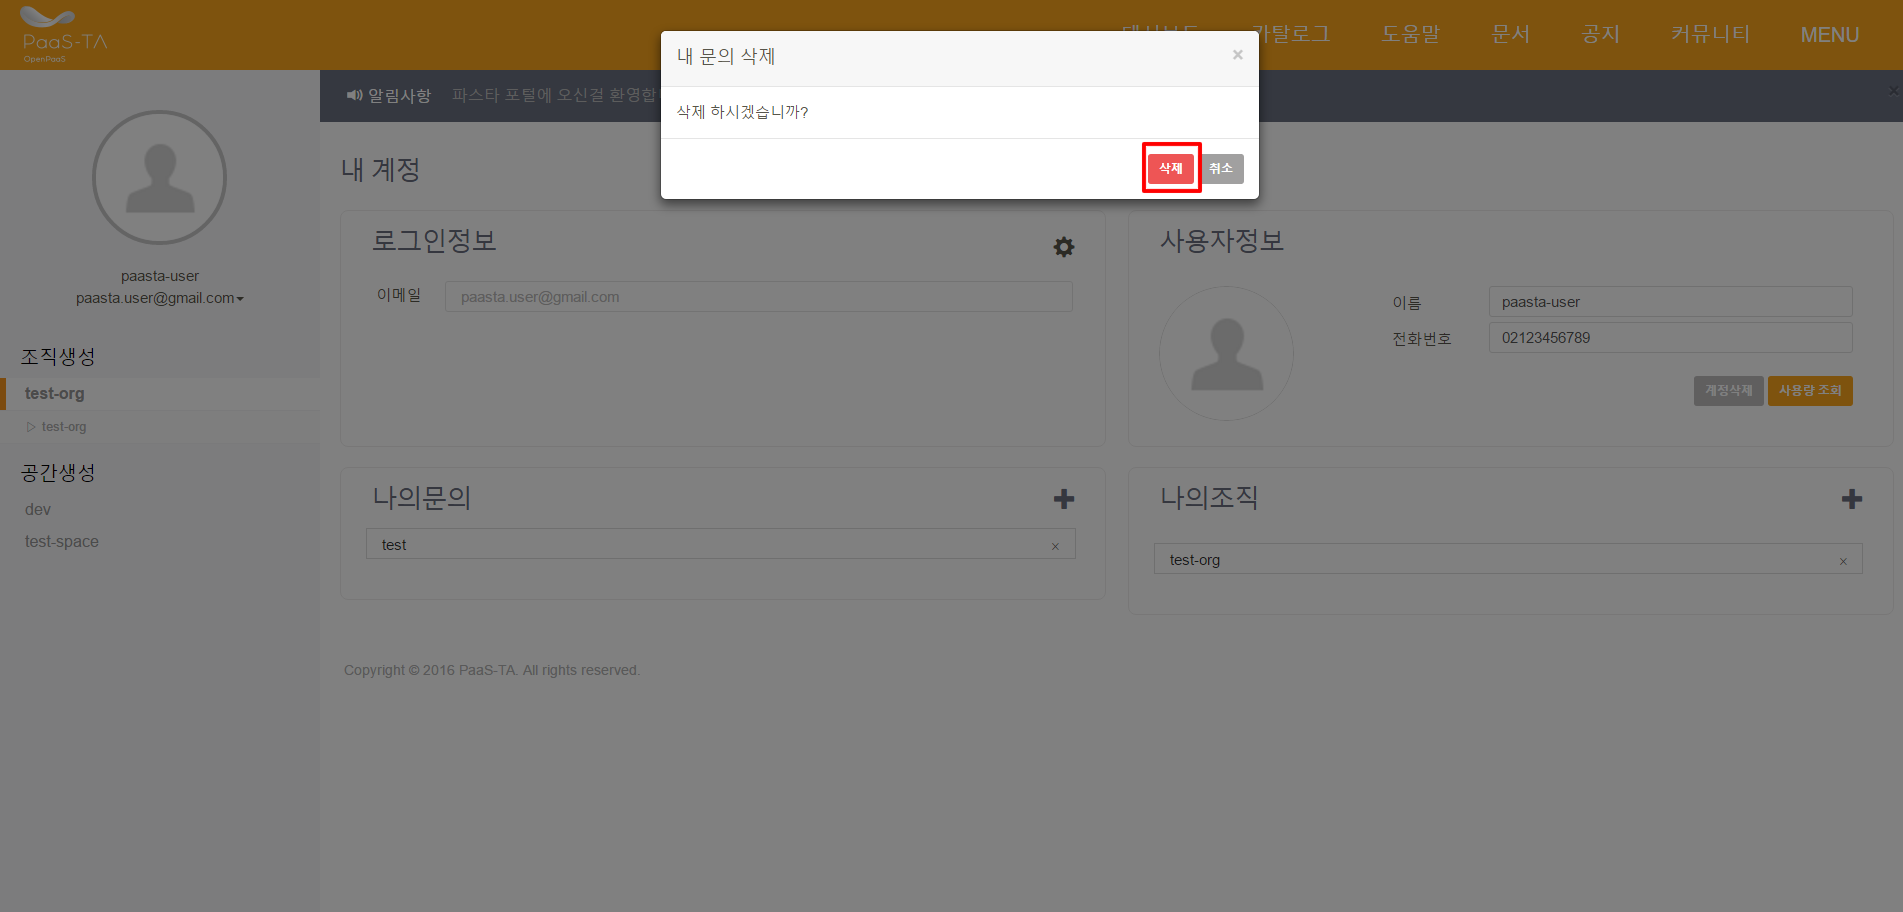 PaaS-TA
OpenPaaS
카탈로그
도움말
문서
공지
커뮤니티
MENU
내 문의 삭제
×
삭제 하시겠습니까?
삭제
취소
알림사항
파스타 포털에 오신걸 환영합
×
paasta-user
paasta.user@gmail.com
조직생성
test-org
test-org
공간생성
dev
test-space
내 계정
로그인정보
이메일
paasta.user@gmail.com
사용자정보
이름
paasta-user
전화번호
02123456789
계정삭제
사용량 조회
나의문의
test
×
나의조직
test-org
×
Copyright © 2016 PaaS-TA. All rights reserved.